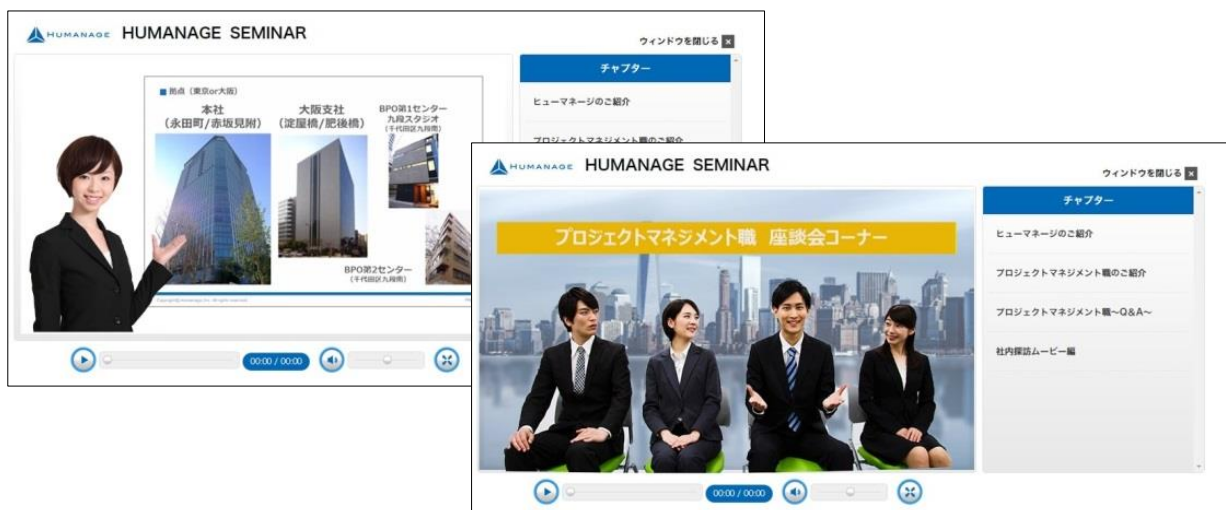 HUMANAGE HUMANAGE SEMINAR
ウィンドウを閉じる
■ 拠点（東京or大阪）
本社
（永田町/赤坂見附）
大阪支社
（淀屋橋/肥後橋）
BPO第1センター
九段スタジオ
（千代田区九段南）
BPO第2センター
（千代田区九段南）
チャプター
ヒューマネージのご紹介
プロジェクトマネジメント職のご紹介
00:00 / 00:00
HUMANAGE HUMANAGE SEMINAR
ウィンドウを閉じる
プロジェクトマネジメント職 座談会コーナー
チャプター
ヒューマネージのご紹介
プロジェクトマネジメント職のご紹介
プロジェクトマネジメント職～Q&A～
社内探訪ムービー編
00:00 / 00:00